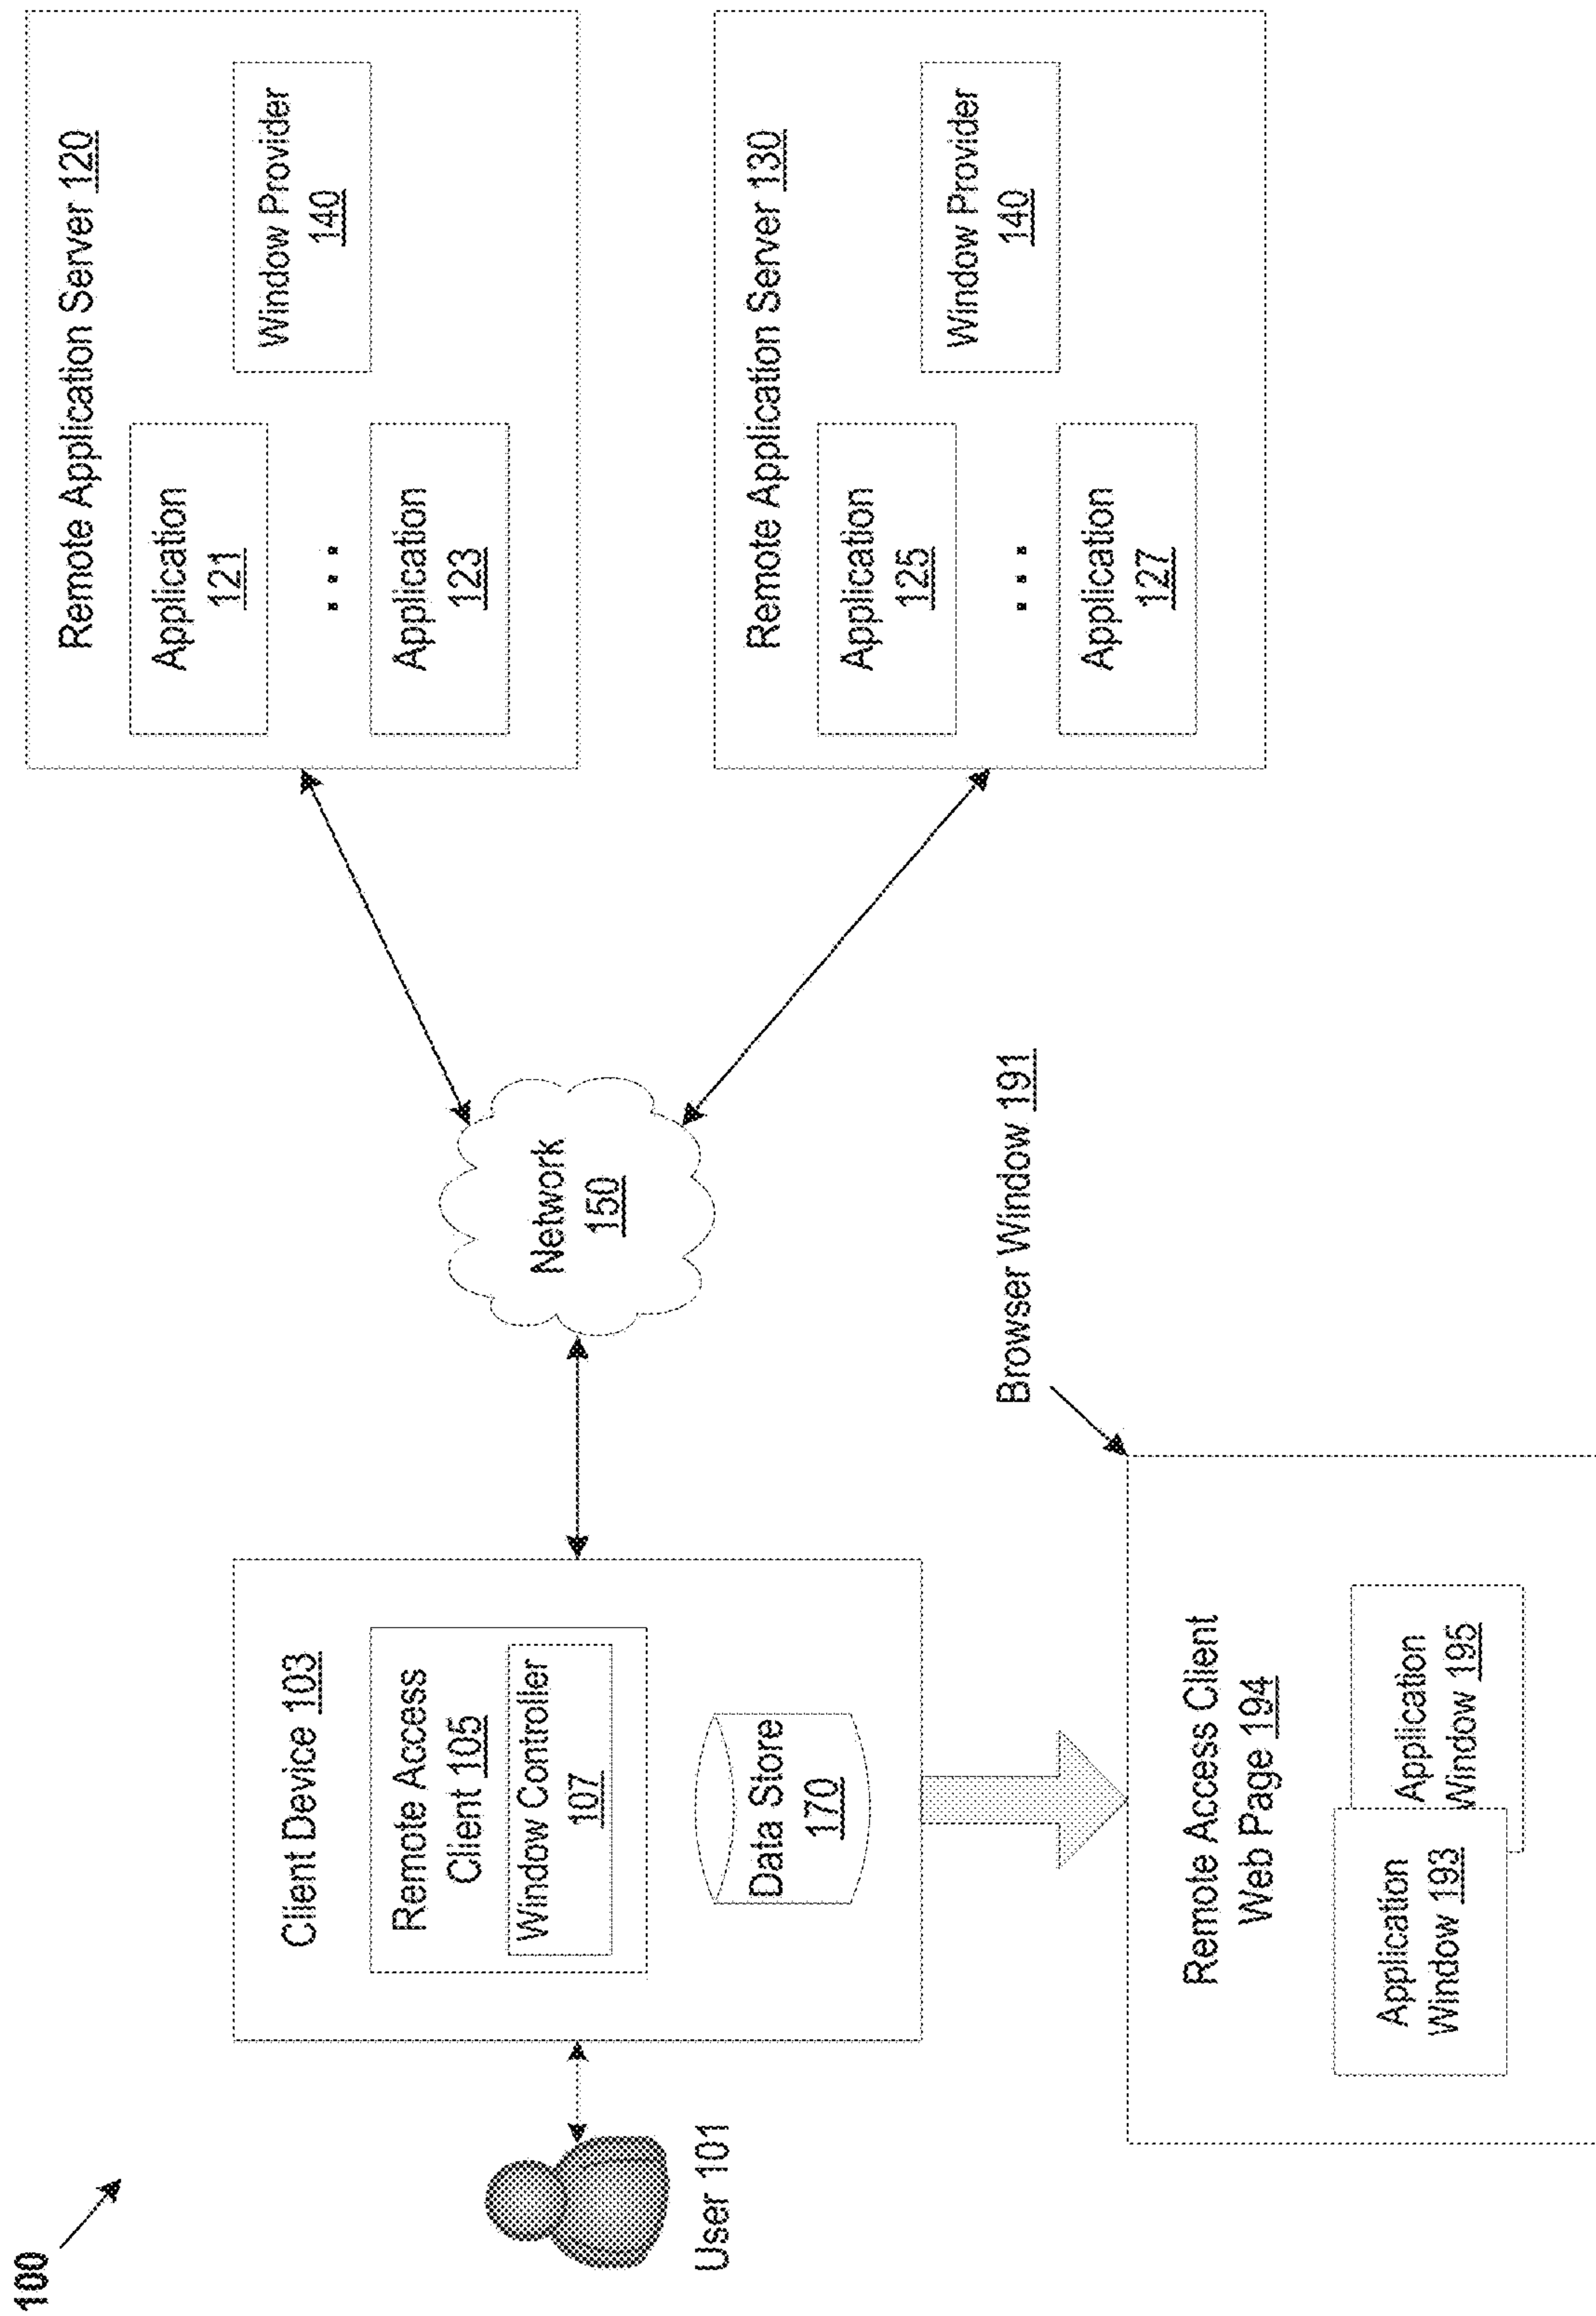 100
User 101
Client Device 103
Remote Access
Client 105
Window Controller
107
Data Store
170
Network
150
Remote Application Server 120
Application
121
...
Application
123
Window Provider
140
Remote Application Server 130
Application
125
...
Application
127
Window Provider
140
Browser Window 191
Remote Access Client
Web Page 194
Application
Window 193
Application
Window 195